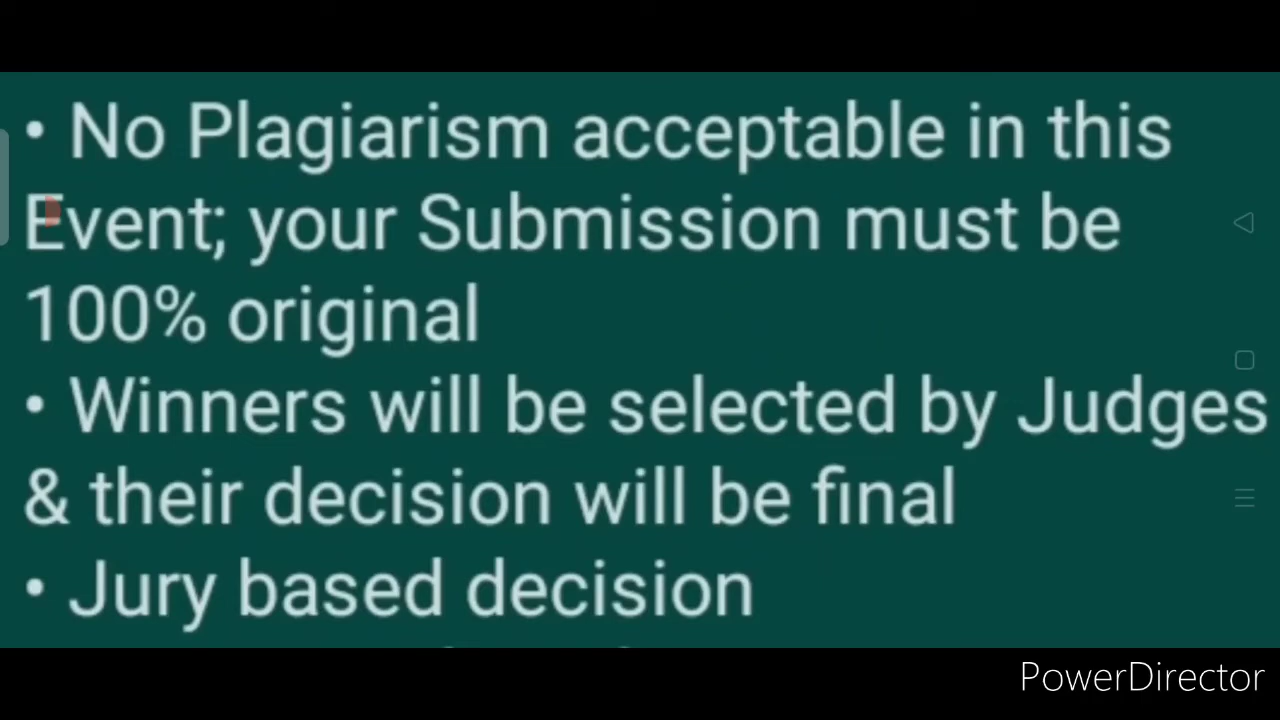 • No Plagiarism acceptable in this
Event; your Submission must be
100% original
• Winners will be selected by Judges
& their decision will be final
• Jury based decision
PowerDirector